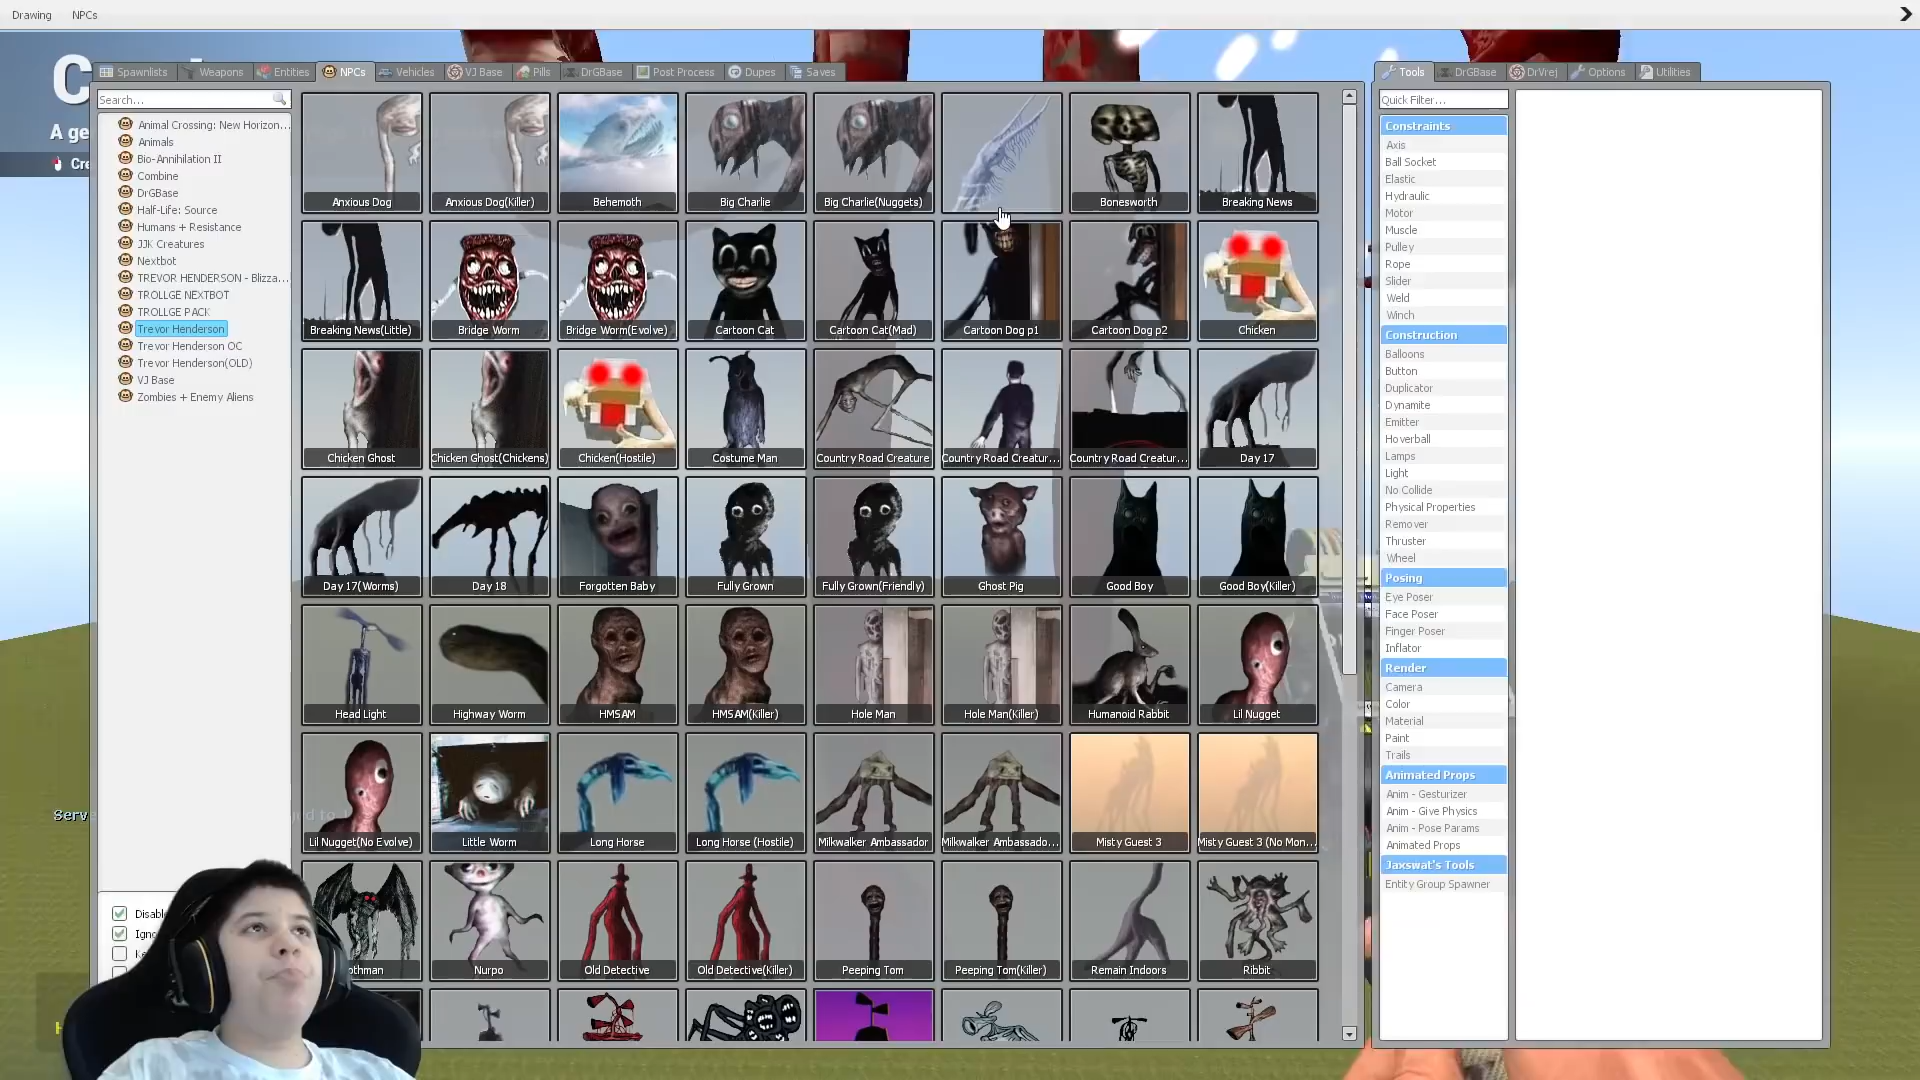 Drawing NPCs
Spawnlists Weapons Entities NPCs Vehicles VJ Base Pills DrGBase Post Process Dupes Saves
Tools DrGBase DrVrej Options Utilities
C
A ge
Cre
Search...
Animal Crossing: New Horizon...
Animals
Bio-Annihilation II
Combine
DrGBase
Half-Life: Source
Humans + Resistance
JJK Creatures
Nextbot
TREVOR HENDERSON - Blizza...
TROLLGE NEXTBOT
TROLLGE PACK
Trevor Henderson
Trevor Henderson OC
Trevor Henderson(OLD)
VJ Base
Zombies + Enemy Aliens
Serve
Disabl
Igno
Ke
Anxious Dog Anxious Dog(Killer) Behemoth Big Charlie Big Charlie(Nuggets) Bonesworth Breaking News
Breaking News(Little) Bridge Worm Bridge Worm(Evolve) Cartoon Cat Cartoon Cat(Mad) Cartoon Dog p1 Cartoon Dog p2 Chicken
Chicken Ghost Chicken Ghost(Chickens) Chicken(Hostile) Costume Man Country Road Creature Country Road Creatur... Country Road Creatur... Day 17
Day 17(Worms) Day 18 Forgotten Baby Fully Grown Fully Grown(Friendly) Ghost Pig Good Boy Good Boy(Killer)
Head Light Highway Worm HMSAM HMSAM(Killer) Hole Man Hole Man(Killer) Humanoid Rabbit Lil Nugget
Lil Nugget(No Evolve) Little Worm Long Horse Long Horse (Hostile) Milkwalker Ambassador Milkwalker Ambassado... Misty Guest 3 Misty Guest 3 (No Mon...
othman Nurpo Old Detective Old Detective(Killer) Peeping Tom Peeping Tom(Killer) Remain Indoors Ribbit
Quick Filter...
Constraints
Axis
Ball Socket
Elastic
Hydraulic
Motor
Muscle
Pulley
Rope
Slider
Weld
Winch
Construction
Balloons
Button
Duplicator
Dynamite
Emitter
Hoverball
Lamps
Light
No Collide
Physical Properties
Remover
Thruster
Wheel
Posing
Eye Poser
Face Poser
Finger Poser
Inflator
Render
Camera
Color
Material
Paint
Trails
Animated Props
Anim - Gesturizer
Anim - Give Physics
Anim - Pose Params
Animated Props
Jaxswat's Tools
Entity Group Spawner